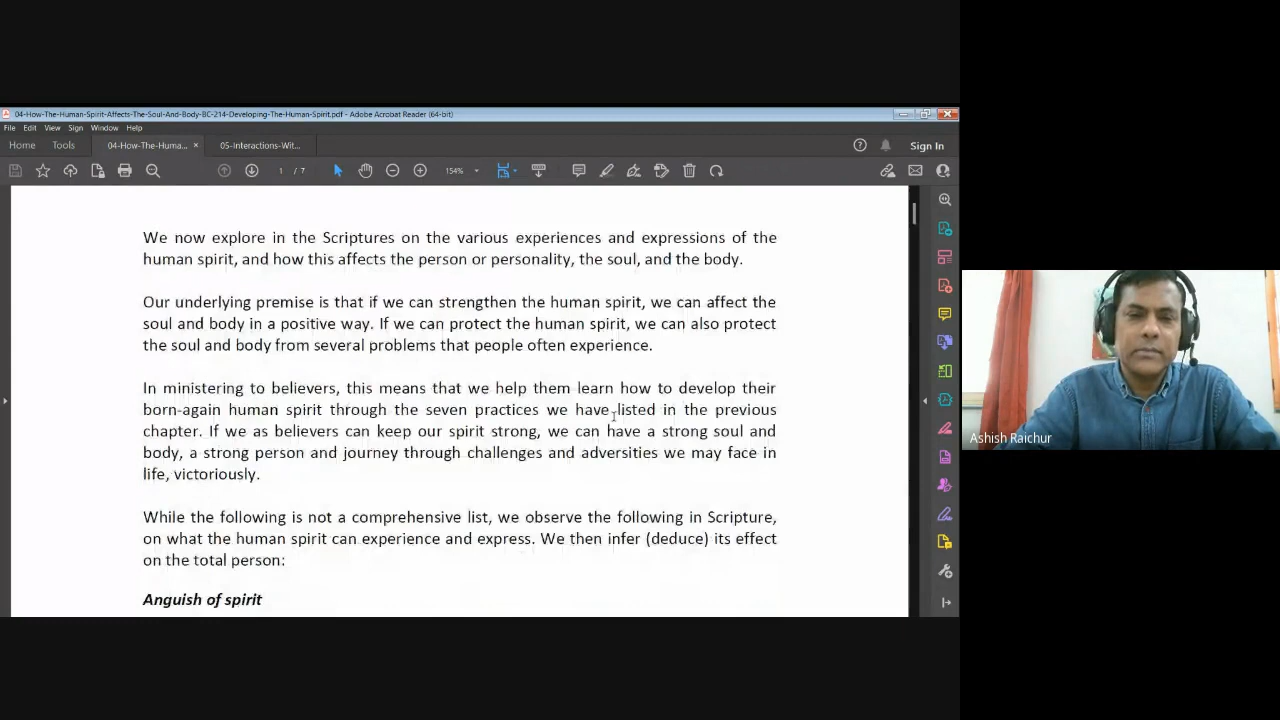 04-How-The-Human-Spirit-Affects-The-Soul-And-Body-BC-214-Developing-The-Human-Spirit.pdf - Adobe Acrobat Reader (64-bit)
File Edit View Sign Window Help
Home Tools 04-How-The-Huma... × 05-Interactions-Wit... Sign In
1 / 7 154%
We now explore in the Scriptures on the various experiences and expressions of the
human spirit, and how this affects the person or personality, the soul, and the body.
Our underlying premise is that if we can strengthen the human spirit, we can affect the
soul and body in a positive way. If we can protect the human spirit, we can also protect
the soul and body from several problems that people often experience.
In ministering to believers, this means that we help them learn how to develop their
born-again human spirit through the seven practices we have listed in the previous
chapter. If we as believers can keep our spirit strong, we can have a strong soul and
body, a strong person and journey through challenges and adversities we may face in
life, victoriously.
While the following is not a comprehensive list, we observe the following in Scripture,
on what the human spirit can experience and express. We then infer (deduce) its effect
on the total person:
Anguish of spirit
Ashish Raichur